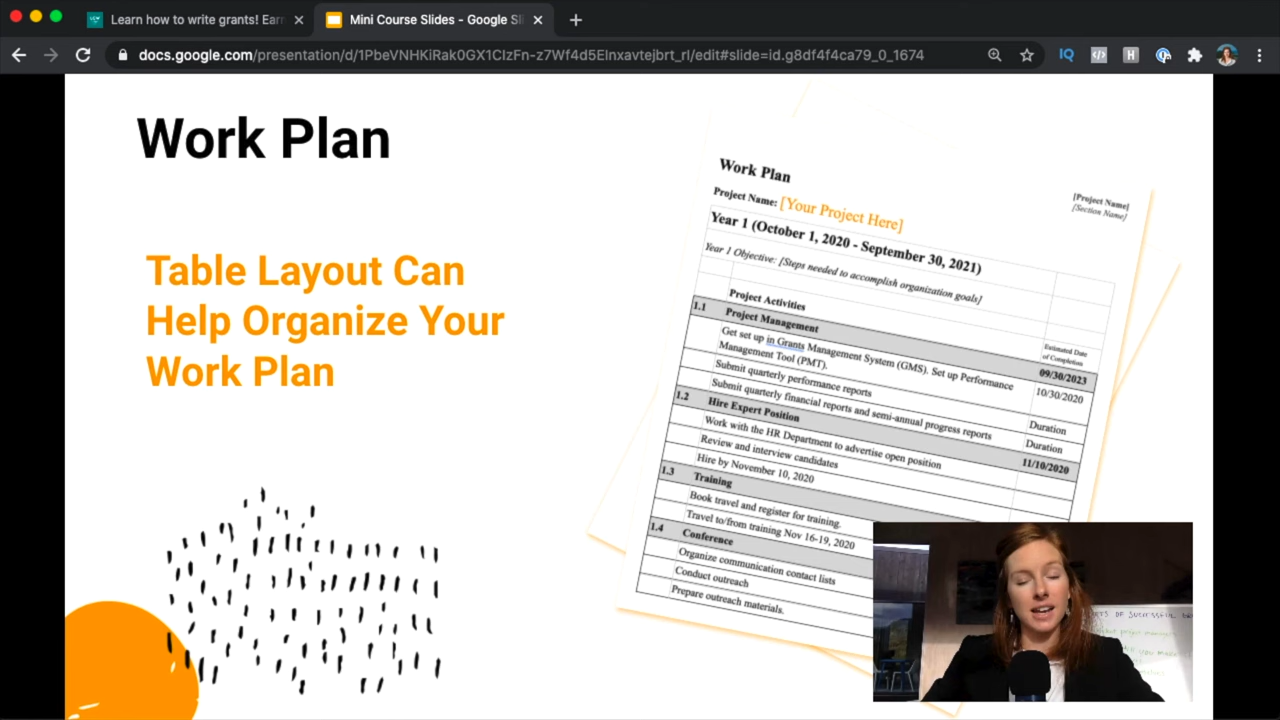 Learn how to write grants! Ear
Mini Course Slides - Google Sli
docs.google.com/presentation/d/1PbeVNHKiRak0GX1CIzFn-z7Wf4d5EInxavtejbrt_rI/edit#slide=id.g8df4f4ca79_0_1674
IQ
H
Work Plan
Table Layout Can
Help Organize Your
Work Plan
Work Plan
[Project Name]
[Section Name]
Project Name: [Your Project Here]
Year 1 (October 1, 2020 - September 30, 2021)
Year 1 Objective: [Steps needed to accomplish organization goals]
Project Activities
Estimated Date
of Completion
1.1 Project Management 09/30/2023
Get set up in Grants Management System (GMS). Set up Performance
Management Tool (PMT). 10/30/2020
Submit quarterly performance reports Duration
Submit quarterly financial reports and semi-annual progress reports Duration
1.2 Hire Expert Position 11/10/2020
Work with the HR Department to advertise open position
Review and interview candidates
Hire by November 10, 2020
1.3 Training
Book travel and register for training.
Travel to/from training Nov 16-19, 2020
1.4 Conference
Organize communication contact lists
Conduct outreach
Prepare outreach materials.
OF SUCCESSFUL